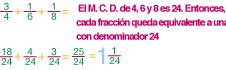 3/4 + 1/6 + 1/8 = El M. C. D. de 4, 6 y 8 es 24. Entonces,
cada fracción queda equivalente a una
con denominador 24
18/24 + 4/24 + 3/24 = 25/24 = 1 1/24